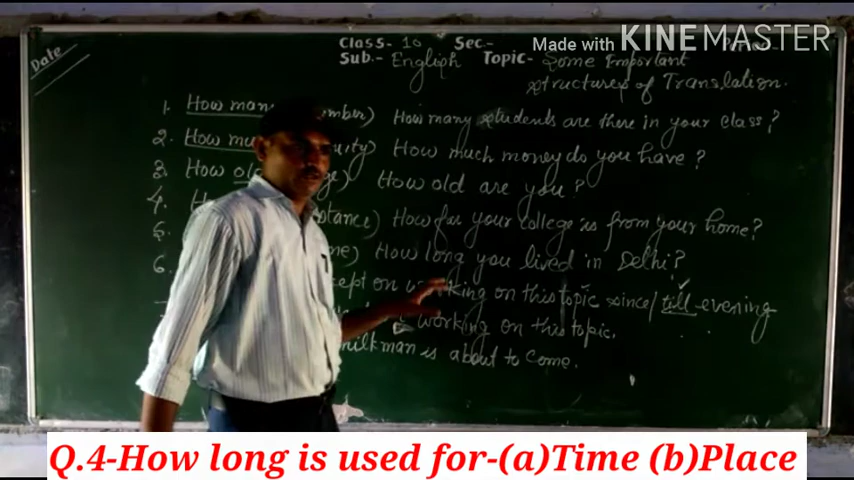 Made with KINEMASTER
Date
Class- 10 Sec.-
Sub.- English Topic- Some Important
structures of Translation.
1. How many number) How many students are there in your class?
2. How much do you have?
3. How old) How old are you?
4. How far your college is from your home?
5. How long you lived in Delhi?
6. kept on working on this topic since/till evening
working on this topic.
milkman is about to come.
Q.4-How long is used for-(a)Time (b)Place